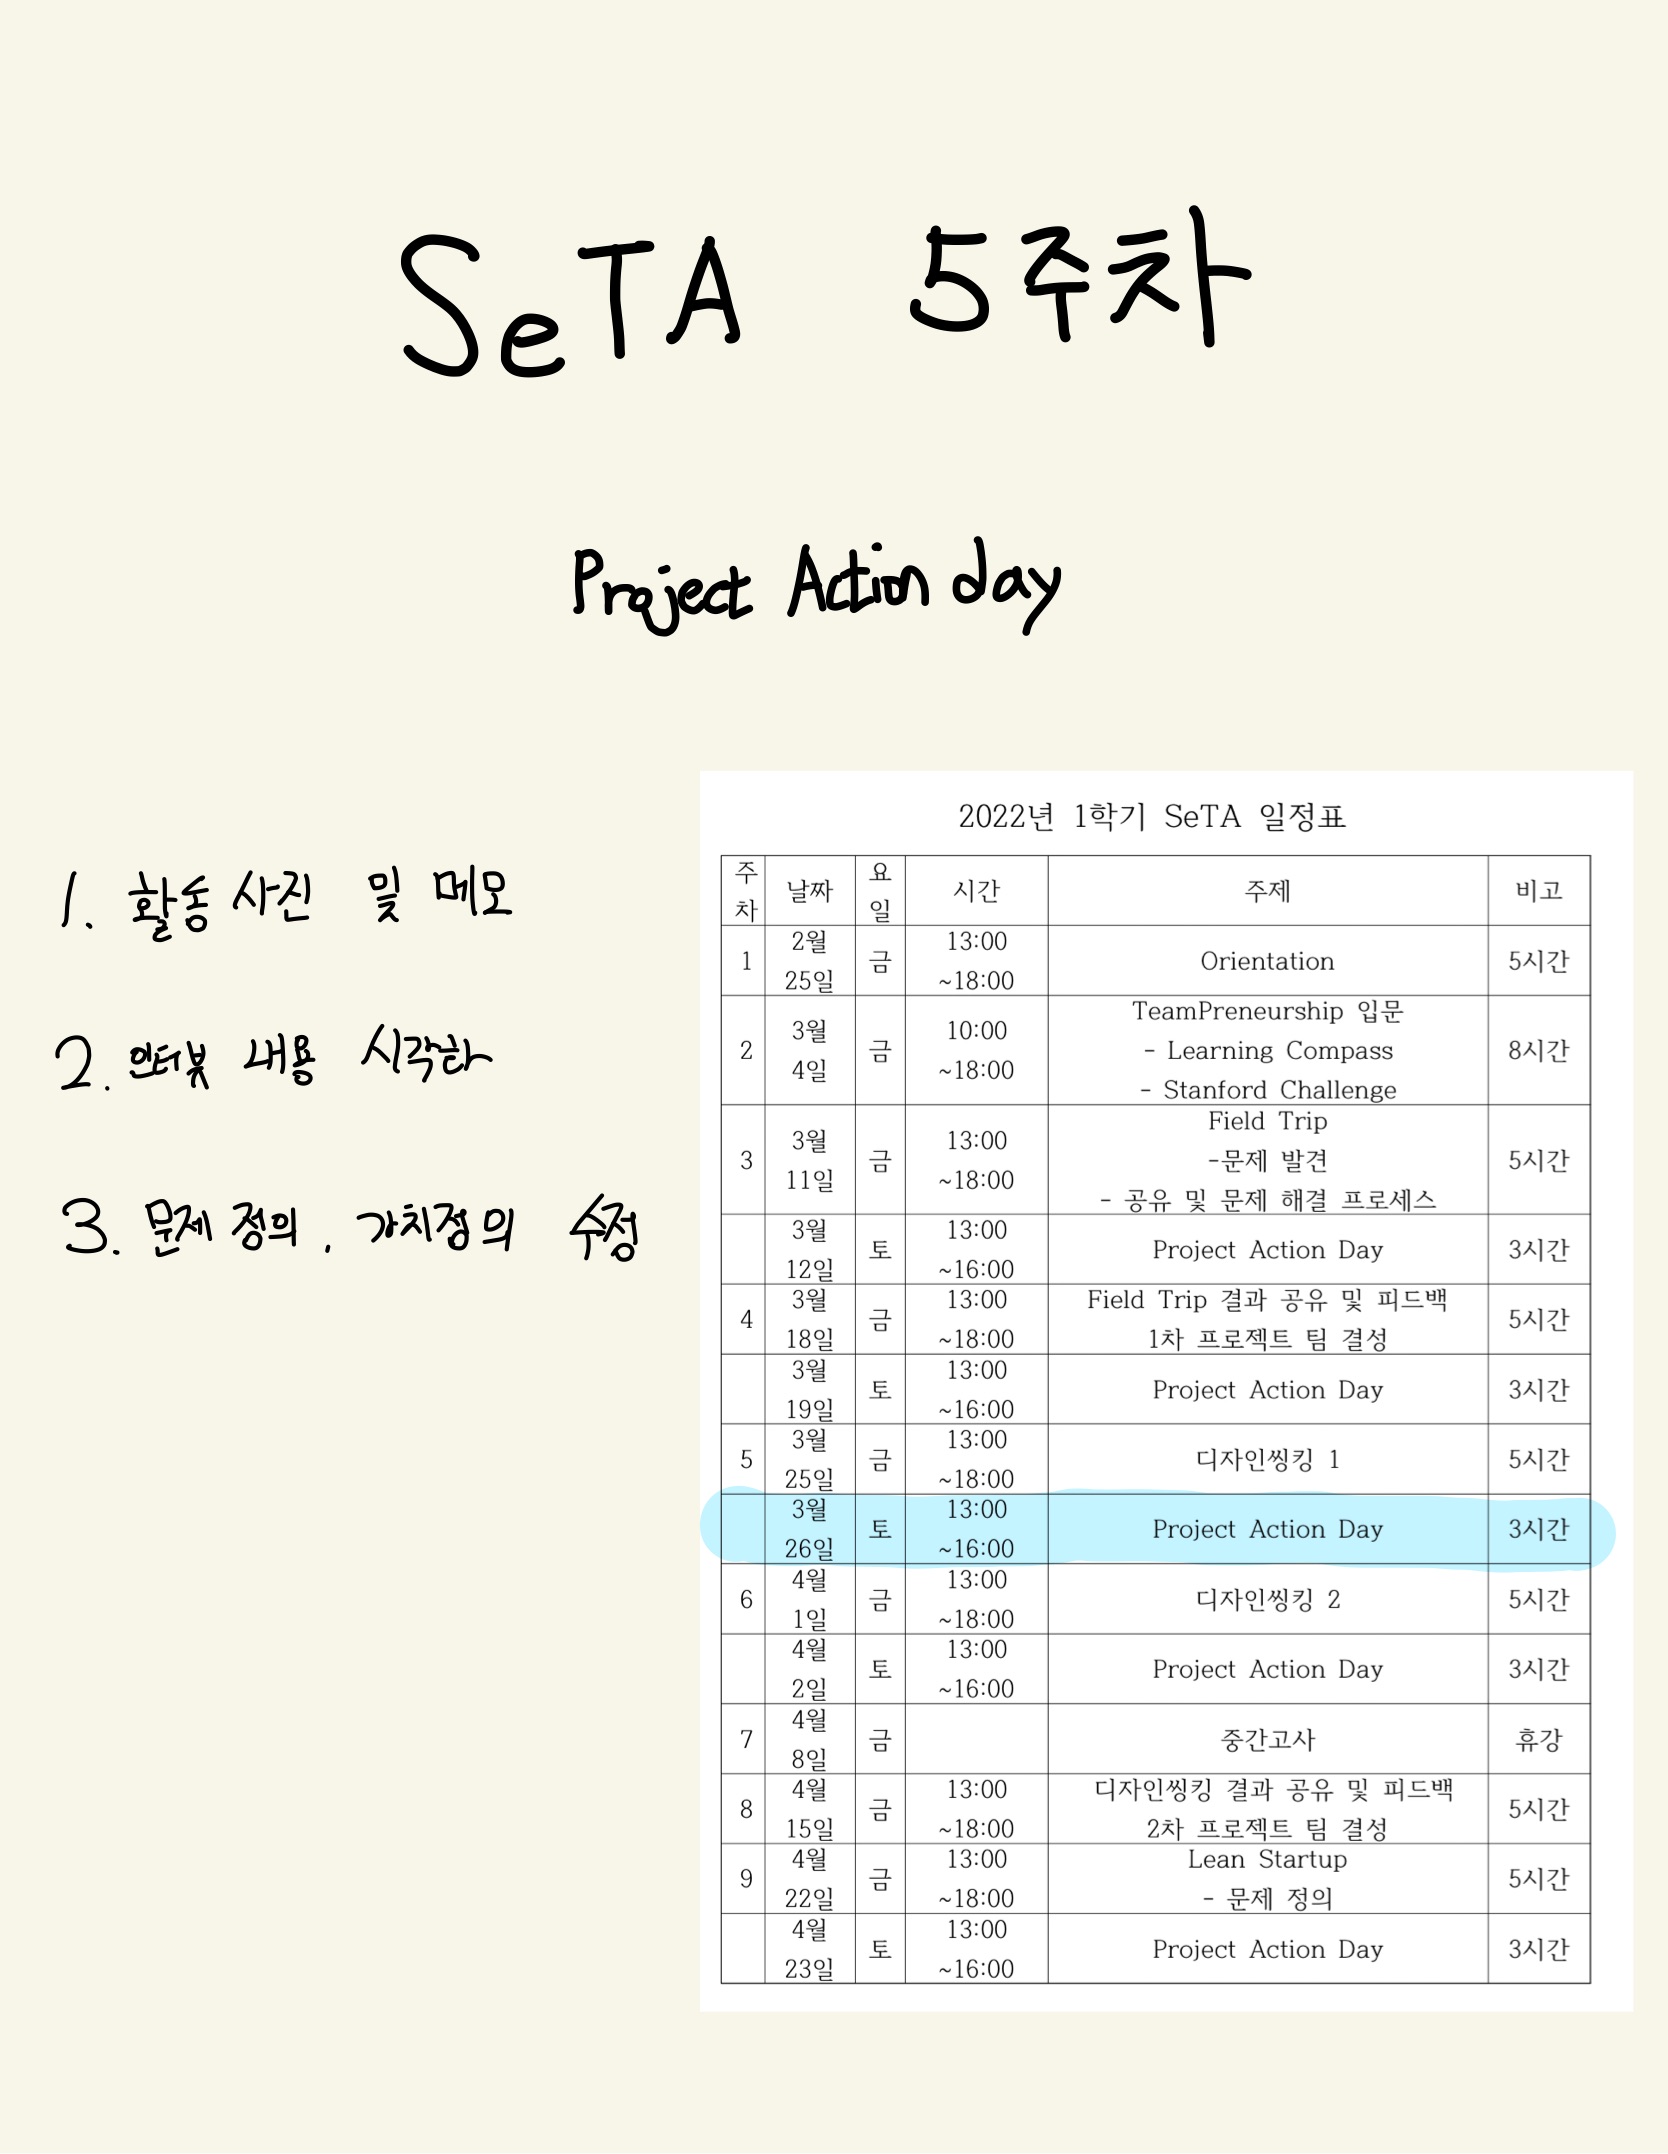 SeTA 5주차
Project Action day
1. 활동 사진 및 메모
2. 인터뷰 내용 시각화
3. 문제 정의, 가치정의 수정
2022년 1학기 SeTA 일정표
주차 날짜 요일 시간 주제 비고
1 2월 25일 금 13:00 ~18:00 Orientation 5시간
2 3월 4일 금 10:00 ~18:00 TeamPreneurship 입문 - Learning Compass - Stanford Challenge 8시간
3 3월 11일 금 13:00 ~18:00 Field Trip -문제 발견 - 공유 및 문제 해결 프로세스 5시간
3월 12일 토 13:00 ~16:00 Project Action Day 3시간
4 3월 18일 금 13:00 ~18:00 Field Trip 결과 공유 및 피드백 1차 프로젝트 팀 결성 5시간
3월 19일 토 13:00 ~16:00 Project Action Day 3시간
5 3월 25일 금 13:00 ~18:00 디자인씽킹 1 5시간
3월 26일 토 13:00 ~16:00 Project Action Day 3시간
6 4월 1일 금 13:00 ~18:00 디자인씽킹 2 5시간
4월 2일 토 13:00 ~16:00 Project Action Day 3시간
7 4월 8일 금 중간고사 휴강
8 4월 15일 금 13:00 ~18:00 디자인씽킹 결과 공유 및 피드백 2차 프로젝트 팀 결성 5시간
9 4월 22일 금 13:00 ~18:00 Lean Startup - 문제 정의 5시간
4월 23일 토 13:00 ~16:00 Project Action Day 3시간